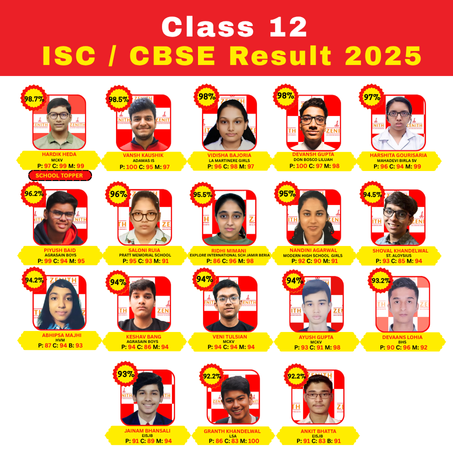 Class 12
ISC / CBSE Result 2025
98.7%
98.5%
98%
98%
97%
HARDIK HEDA
VANSH KAUSHIK
VIDISHA BAJORIA
DEVANSH GUPTA
HARSHITA GOURISARIA
MCKV
ADAMAS IS
LA MARTINIERE GIRLS
DON BOSCO LILUAH
MAHADEVI BIRLA SV
P: 97 C: 99 M: 99
P: 100 C: 95 M: 97
P: 96 C: 98 M: 97
P: 100 C: 97 M: 98
P: 96 C: 94 M: 99
SCHOOL TOPPER
96.2%
96%
95.5%
95%
94.5%
PIYUSH BAID
SALONI RUIA
RIDHI MIMANI
NANDINI AGARWAL
SHOVAL KHANDELWAL
AGRASAIN BOYS
PRATT MEMORIAL SCHOOL
EXPLORE INTERNATIONAL SCH JAMIR BERIA
MODERN HIGH SCHOOL GIRLS
ST. ALOYSIUS
P: 99 C: 94 M: 95
P: 95 C: 93 M: 91
P: 86 C: 96 M: 98
P: 92 C: 90 M: 91
P: 93 C: 85 M: 94
94.2%
94%
94%
94%
93.2%
ABHIPSA MAJHI
KESHAV BANG
VENI TULSIAN
AYUSH GUPTA
DEVAANS LOHIA
HVM
AGRASAIN BOYS
MCKV
MCKV
BHS
P: 87 C: 94 B: 93
P: 94 C: 86 M: 94
P: 94 C: 94 M: 94
P: 93 C: 91 M: 98
P: 90 C: 96 M: 92
93%
92.2%
92.2%
JAINAM BHANSALI
GRANTH KHANDELWAL
ANKIT BHATTA
EISJB
LSA
EISJB
P: 91 C: 89 M: 94
P: 86 C: 83 M: 100
P: 91 C: 83 B: 91